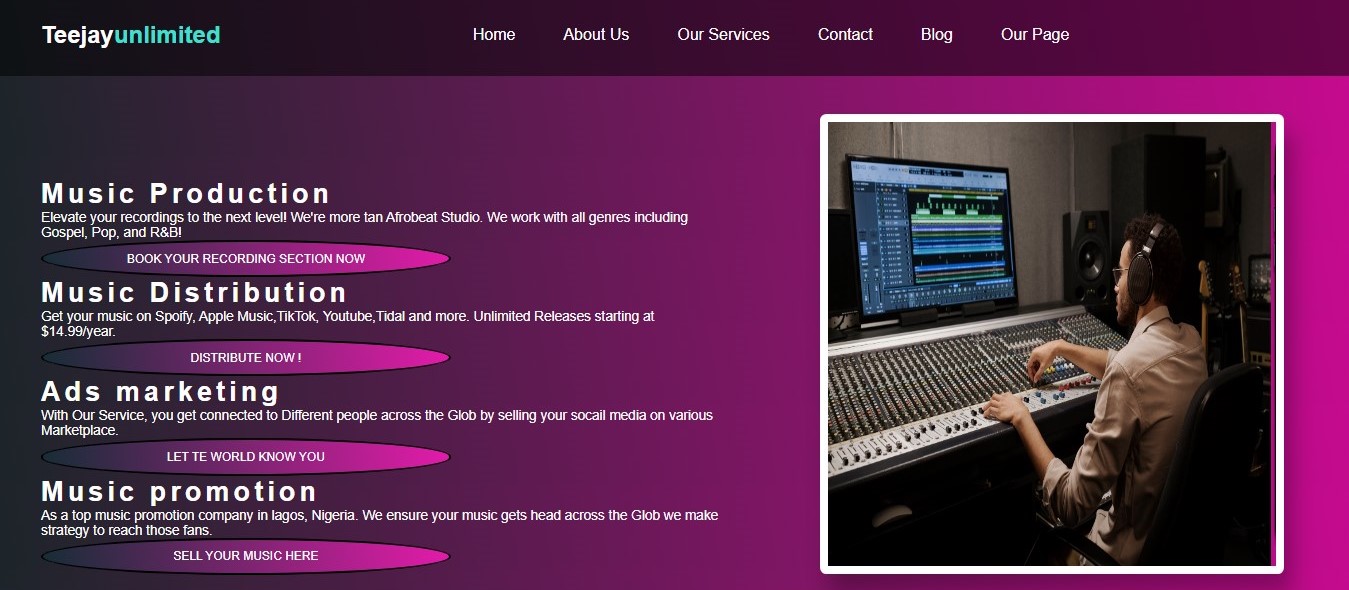 Teejayunlimited
Home About Us Our Services Contact Blog Our Page
Music Production
Elevate your recordings to the next level! We're more tan Afrobeat Studio. We work with all genres including
Gospel, Pop, and R&B!
BOOK YOUR RECORDING SECTION NOW
Music Distribution
Get your music on Spoify, Apple Music,TikTok, Youtube,Tidal and more. Unlimited Releases starting at
$14.99/year.
DISTRIBUTE NOW !
Ads marketing
With Our Service, you get connected to Different people across the Glob by selling your socail media on various
Marketplace.
LET TE WORLD KNOW YOU
Music promotion
As a top music promotion company in lagos, Nigeria. We ensure your music gets head across the Glob we make
strategy to reach those fans.
SELL YOUR MUSIC HERE